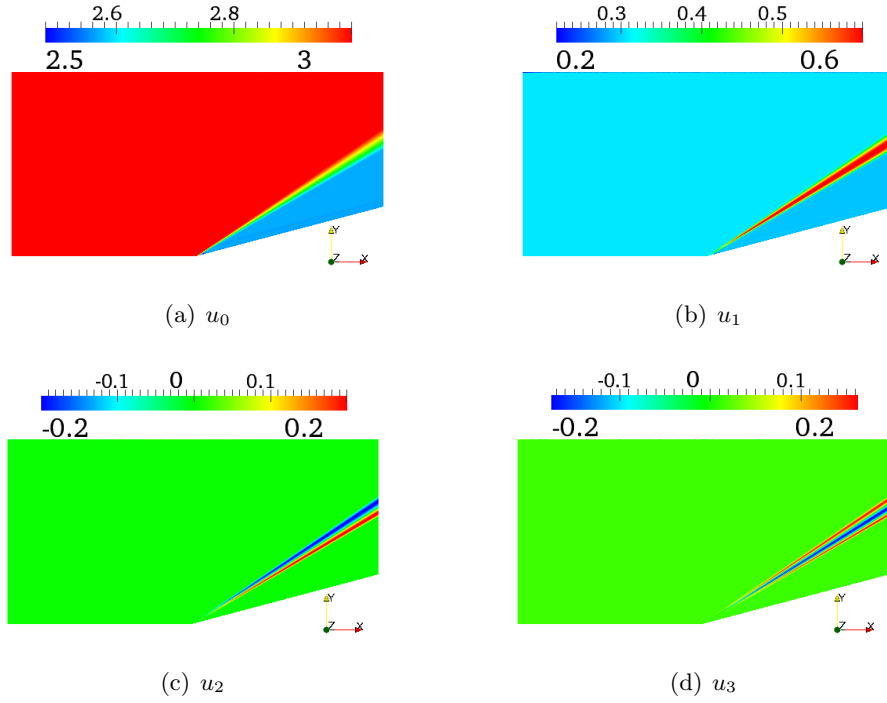 2.6 2.8
2.5 3
Y
Z X
(a) u₀
0.3 0.4 0.5
0.2 0.6
Y
Z X
(b) u₁
-0.1 0 0.1
-0.2 0.2
Y
Z X
(c) u₂
-0.1 0 0.1
-0.2 0.2
Y
Z X
(d) u₃